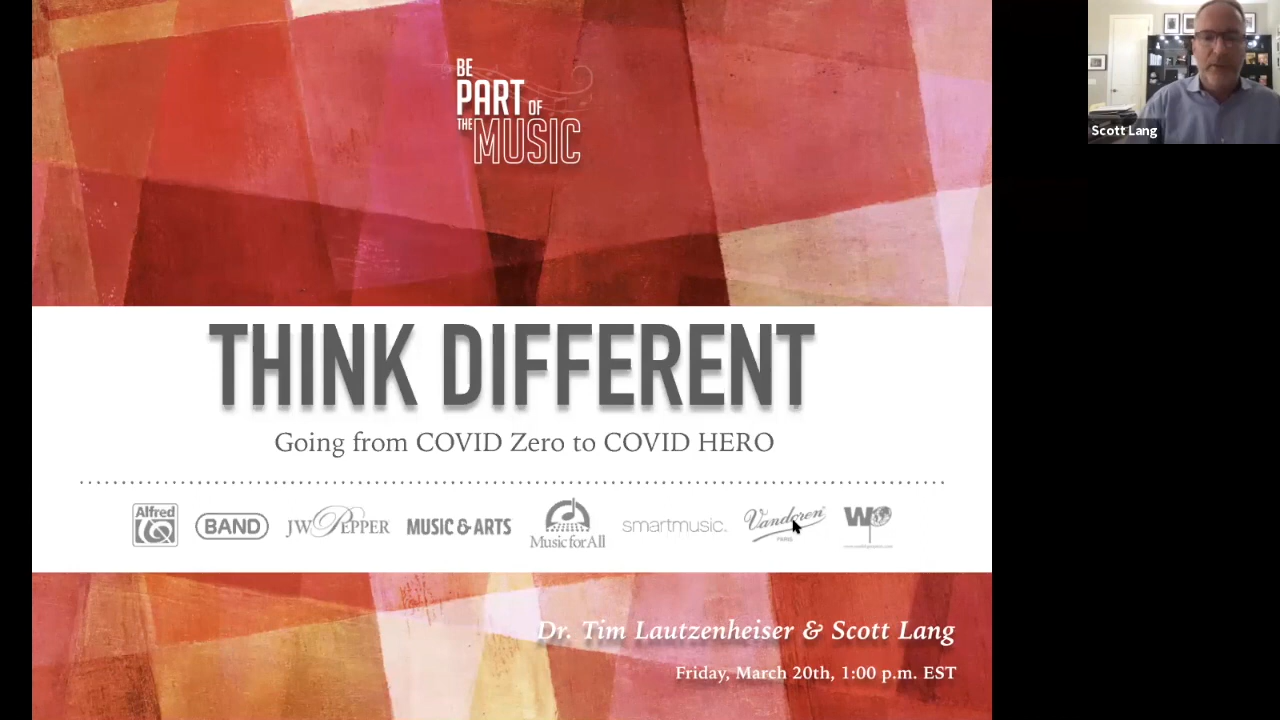 BE
PART OF
THE MUSIC
Scott Lang
THINK DIFFERENT
Going from COVID Zero to COVID HERO
Alfred
BAND
JW PEPPER
MUSIC & ARTS
Music for All
smartmusic.
Vandoren®
PARIS
Dr. Tim Lautzenheiser & Scott Lang
Friday, March 20th, 1:00 p.m. EST